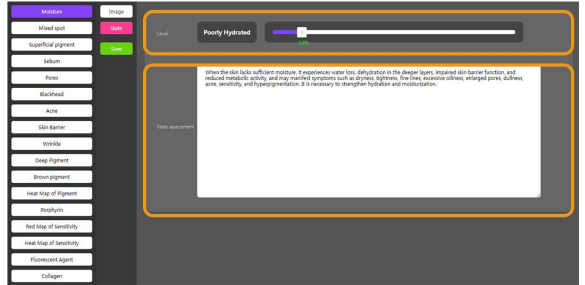 Moisture
Mixed spot
Superficial pigment
Sebum
Pores
Blackhead
Acne
Skin Barrier
Wrinkle
Deep Pigment
Brown pigment
Heat Map of Pigment
Porphyrin
Red Map of Sensitivity
Heat Map of Sensitivity
Fluorescent Agent
Collagen
Image
State
Save
Level
Poorly Hydrated
12%
State assessment
When the skin lacks sufficient moisture, it experiences water loss, dehydration in the deeper layers, impaired skin barrier function, and
reduced metabolic activity, and may manifest symptoms such as dryness, tightness, fine lines, excessive oiliness, enlarged pores, dullness,
acne, sensitivity, and hyperpigmentation. It is necessary to strengthen hydration and moisturization.